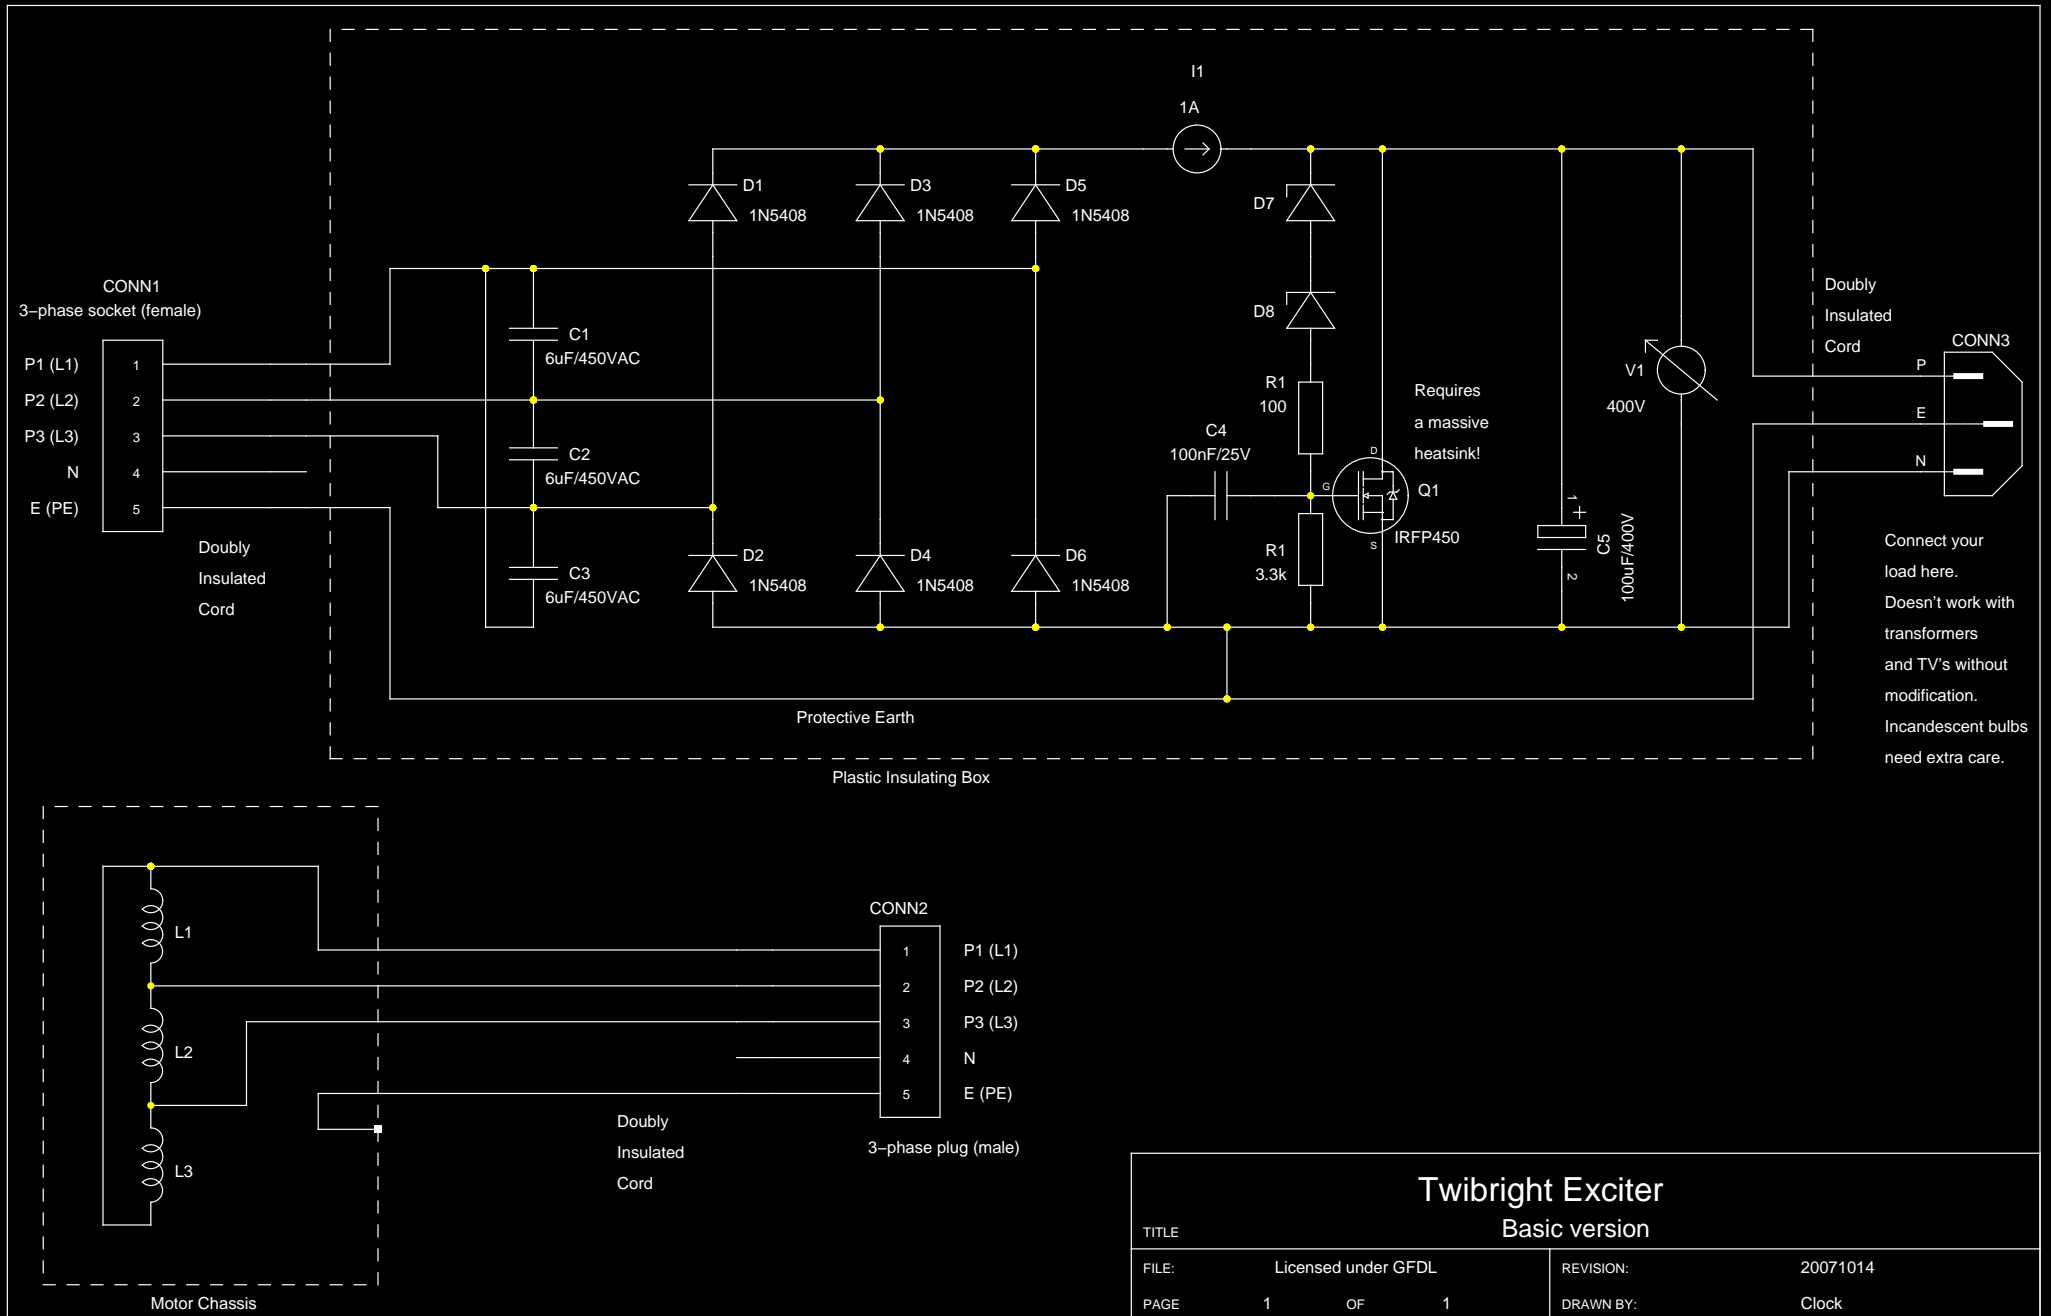 I1
1A
D1
1N5408
D3
1N5408
D5
1N5408
D7
D8
CONN1
3–phase socket (female)
P1 (L1)
1
P2 (L2)
2
P3 (L3)
3
N
4
E (PE)
5
Doubly
Insulated
Cord
C1
6uF/450VAC
C2
6uF/450VAC
C3
6uF/450VAC
D2
1N5408
D4
1N5408
D6
1N5408
R1
100
C4
100nF/25V
R1
3.3k
Requires
a massive
heatsink!
D
G
S
Q1
IRFP450
1
+
2
C5
100uF/400V
V1
400V
Doubly
Insulated
Cord
CONN3
P
E
N
Connect your
load here.
Doesn't work with
transformers
and TV's without
modification.
Incandescent bulbs
need extra care.
Protective Earth
Plastic Insulating Box
L1
L2
L3
Motor Chassis
CONN2
1
P1 (L1)
2
P2 (L2)
3
P3 (L3)
4
N
5
E (PE)
3–phase plug (male)
Doubly
Insulated
Cord
Twibright Exciter
TITLE
Basic version
FILE:
Licensed under GFDL
REVISION:
20071014
PAGE 1 OF 1
DRAWN BY:
Clock